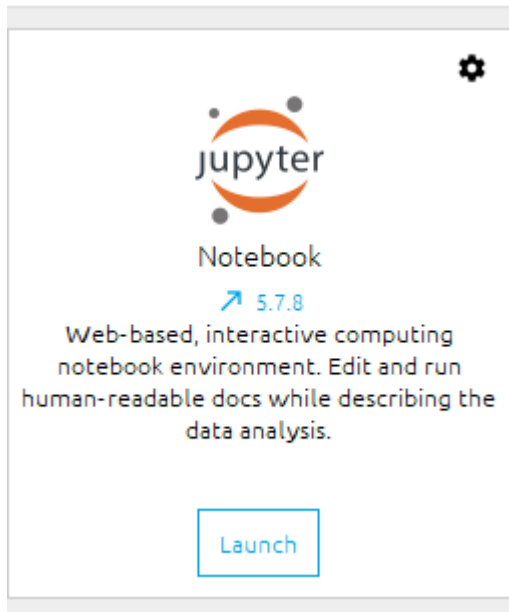 jupyter
Notebook
5.7.8
Web-based, interactive computing
notebook environment. Edit and run
human-readable docs while describing the
data analysis.
Launch